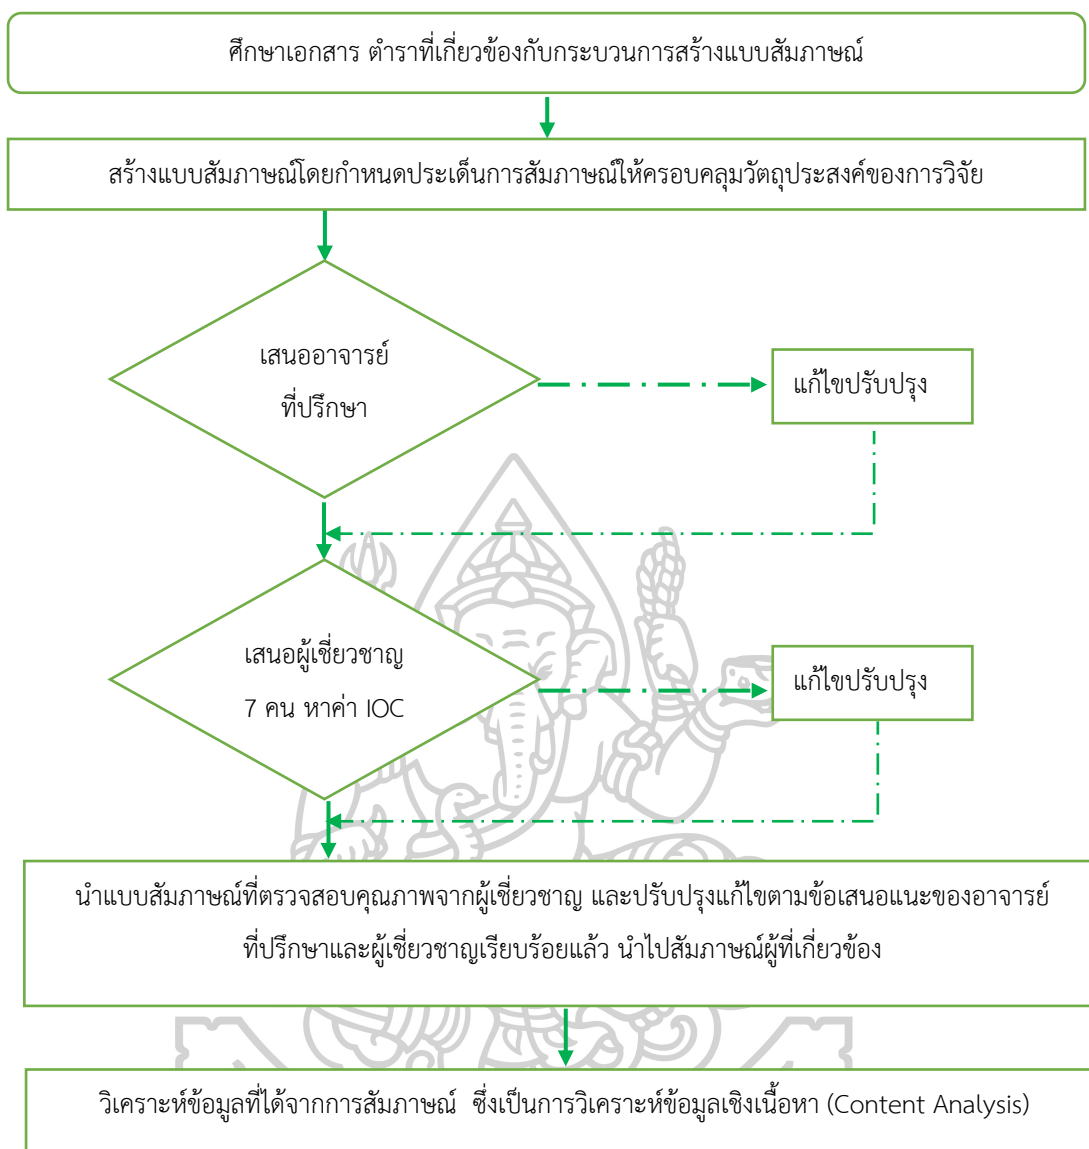 ศึกษาเอกสาร ตำราที่เกี่ยวข้องกับกระบวนการสร้างแบบสัมภาษณ์
สร้างแบบสัมภาษณ์โดยกำหนดประเด็นการสัมภาษณ์ให้ครอบคลุมวัตถุประสงค์ของการวิจัย
เสนออาจารย์
ที่ปรึกษา
แก้ไขปรับปรุง
เสนอผู้เชี่ยวชาญ
7 คน หาค่า IOC
แก้ไขปรับปรุง
นำแบบสัมภาษณ์ที่ตรวจสอบคุณภาพจากผู้เชี่ยวชาญ และปรับปรุงแก้ไขตามข้อเสนอแนะของอาจารย์
ที่ปรึกษาและผู้เชี่ยวชาญเรียบร้อยแล้ว นำไปสัมภาษณ์ผู้ที่เกี่ยวข้อง
วิเคราะห์ข้อมูลที่ได้จากการสัมภาษณ์ ซึ่งเป็นการวิเคราะห์ข้อมูลเชิงเนื้อหา (Content Analysis)